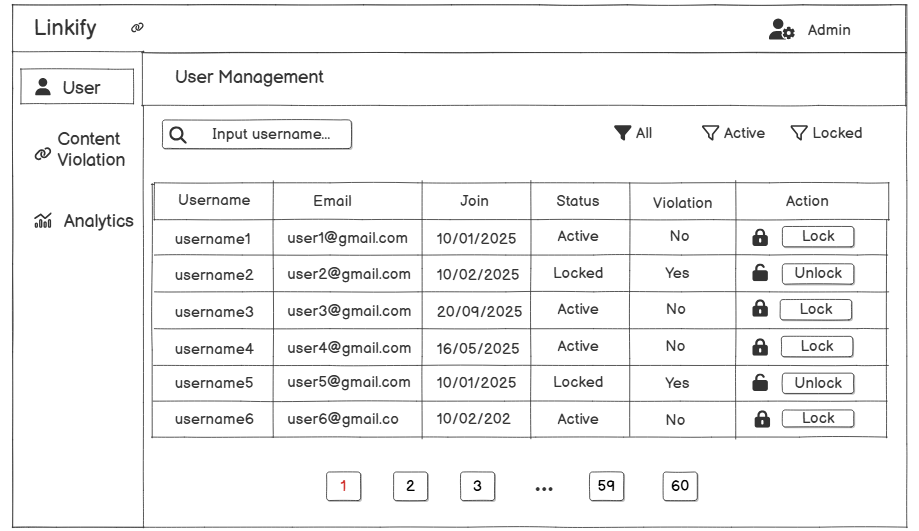 Linkify
Admin
User
Content
Violation
Analytics
User Management
Input username...
All Active Locked
Username Email Join Status Violation Action
username1 user1@gmail.com 10/01/2025 Active No Lock
username2 user2@gmail.com 10/02/2025 Locked Yes Unlock
username3 user3@gmail.com 20/09/2025 Active No Lock
username4 user4@gmail.com 16/05/2025 Active No Lock
username5 user5@gmail.com 10/01/2025 Locked Yes Unlock
username6 user6@gmail.co 10/02/202 Active No Lock
1 2 3 ... 59 60